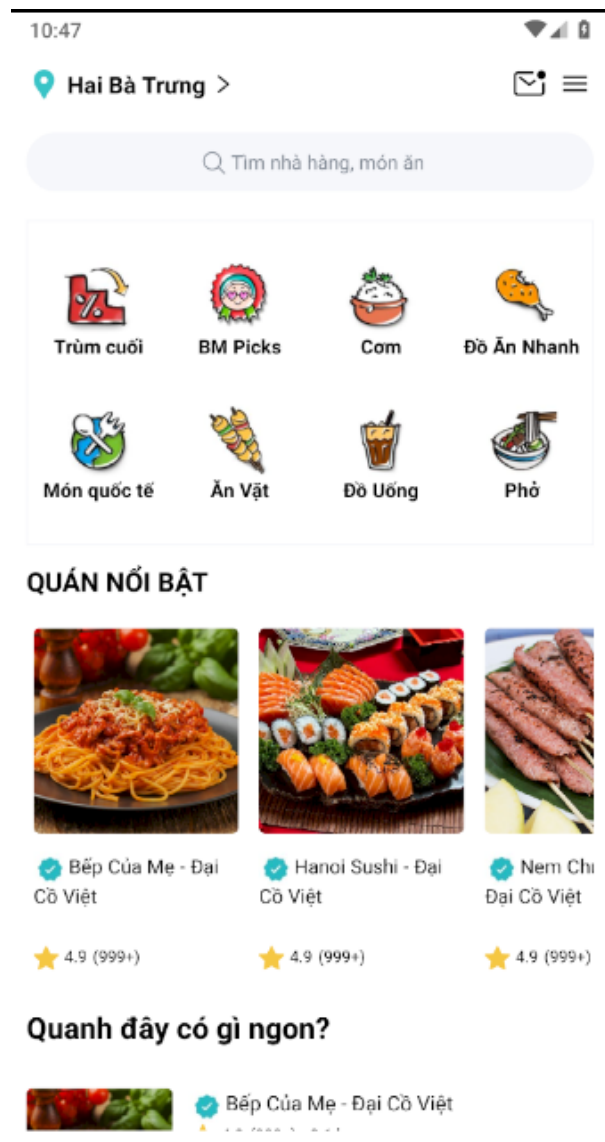 10:47
Hai Bà Trưng >
Tìm nhà hàng, món ăn
Trùm cuối
BM Picks
Cơm
Đồ Ăn Nhanh
Món quốc tế
Ăn Vặt
Đồ Uống
Phở
QUÁN NỔI BẬT
Bếp Của Mẹ - Đại
Cồ Việt
Hanoi Sushi - Đại
Cồ Việt
Nem
Đại Cồ Việt
4.9 (999+)
4.9 (999+)
4.9 (999+)
Quanh đây có gì ngon?
Bếp Của Mẹ - Đại Cồ Việt